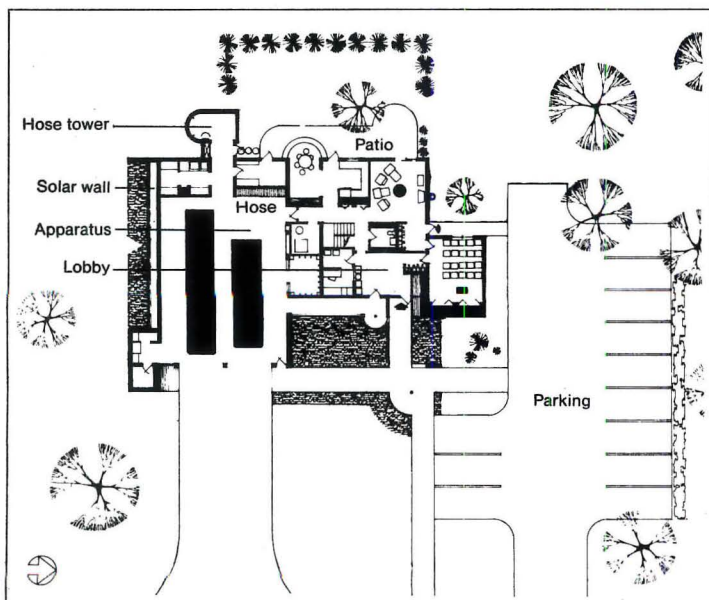 Hose tower
Patio
Solar wall
Hose
Apparatus
Lobby
Parking